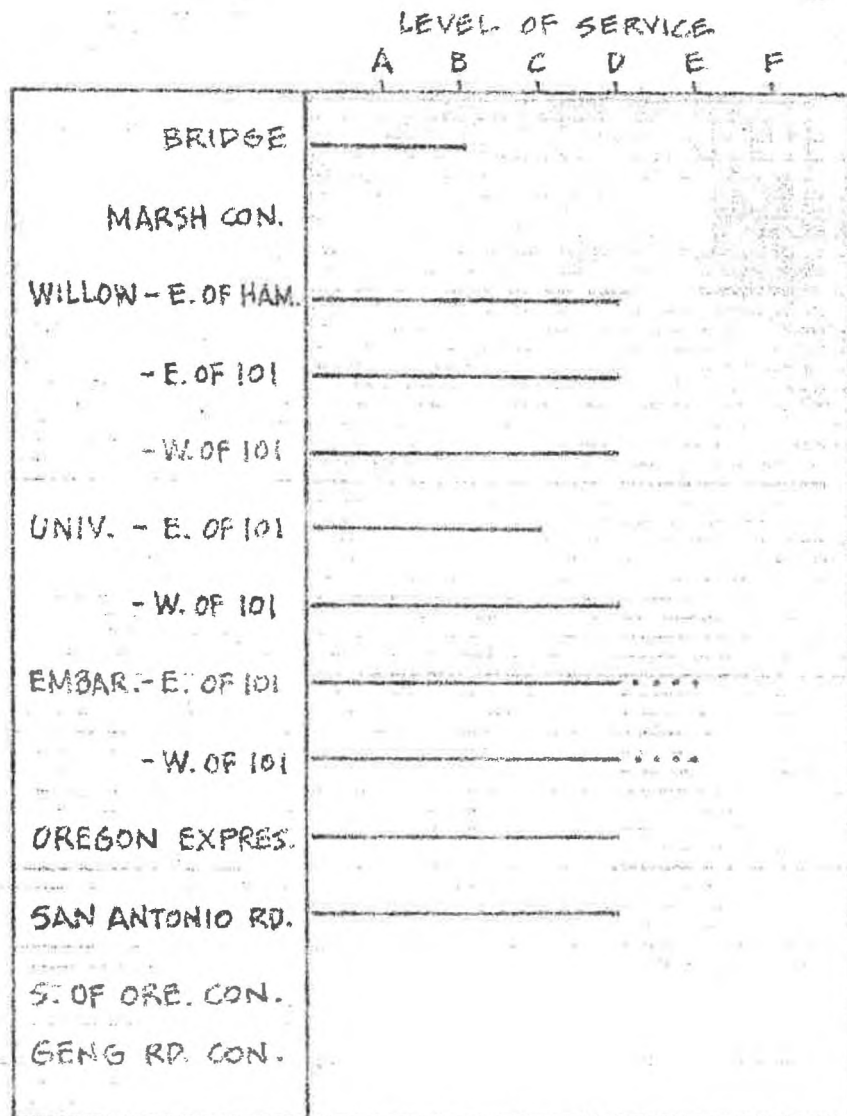 LEVEL OF SERVICE
A B C D E F
BRIDGE
MARSH CON.
WILLOW - E. OF HAM.
- E. OF 101
- W. OF 101
UNIV. - E. OF 101
- W. OF 101
EMBAR. - E. OF 101
- W. OF 101
OREGON EXPRES.
SAN ANTONIO RD.
S. OF ORE. CON.
GENG RD. CON.